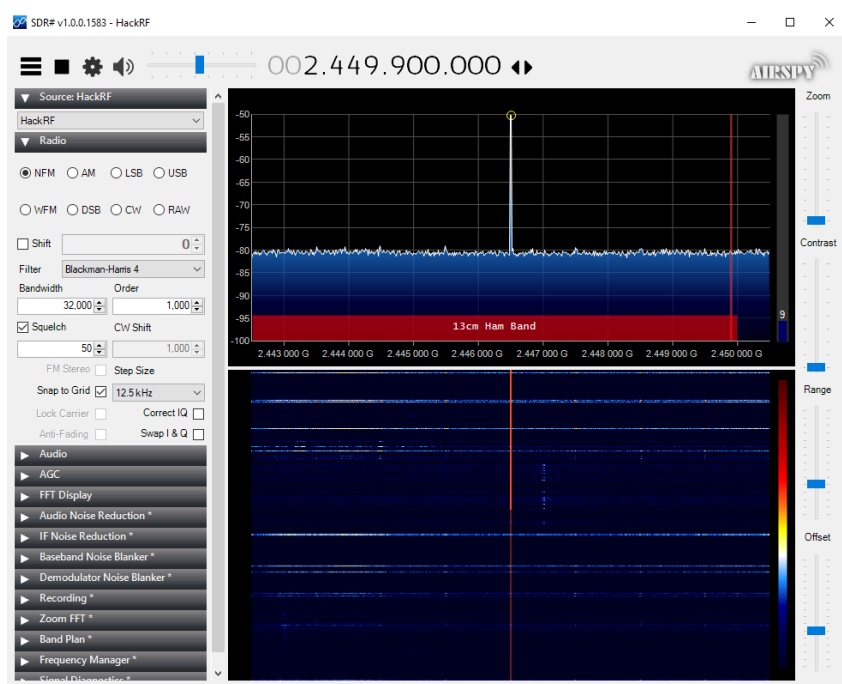 SDR# v1.0.0.1583 - HackRF
002.449.900.000
AIRSPY
Source: HackRF
HackRF
Radio
NFM AM LSB USB
WFM DSB CW RAW
Shift 0
Filter Blackman-Harris 4
Bandwidth Order
32,000 1,000
Squelch CW Shift
50 1,000
FM Stereo Step Size
Snap to Grid 12.5 kHz
Lock Carrier Correct IQ
Anti-Fading Swap I & Q
Audio
AGC
FFT Display
Audio Noise Reduction *
IF Noise Reduction *
Baseband Noise Blanker *
Demodulator Noise Blanker *
Recording *
Zoom FFT *
Band Plan *
Frequency Manager *
Signal Diagnostics *
-50
-55
-60
-65
-70
-75
-80
-85
-90
-95
-100
13cm Ham Band
9
2.443 000 G 2.444 000 G 2.445 000 G 2.446 000 G 2.447 000 G 2.448 000 G 2.449 000 G 2.450 000 G
Zoom
Contrast
Range
Offset